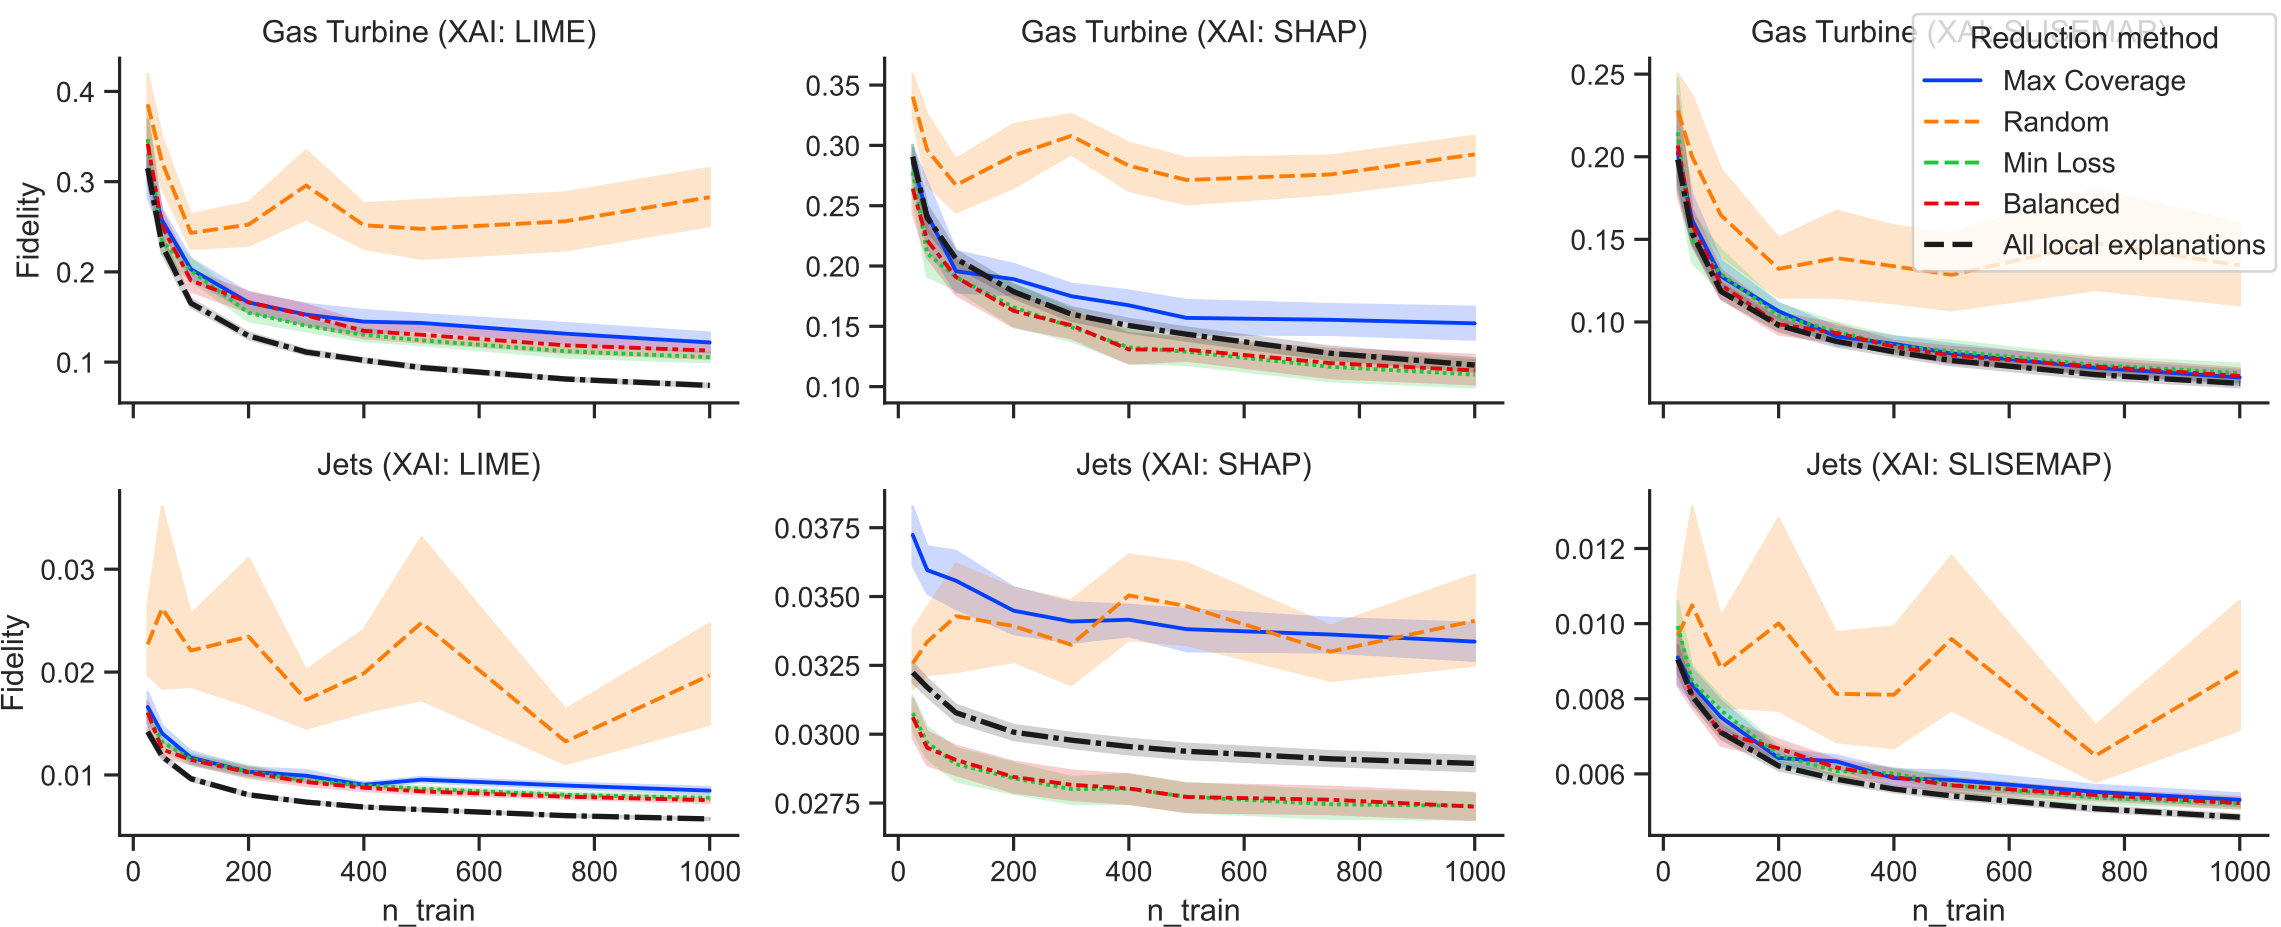 Gas Turbine (XAI: LIME)
Gas Turbine (XAI: SHAP)
Gas Turbine (XAI: SLISEMAP)
Reduction method
Max Coverage
Random
Min Loss
Balanced
All local explanations
Fidelity
0.4
0.3
0.2
0.1
0.35
0.30
0.25
0.20
0.15
0.10
0.25
0.20
0.15
0.10
Jets (XAI: LIME)
Jets (XAI: SHAP)
Jets (XAI: SLISEMAP)
Fidelity
0.03
0.02
0.01
0.0375
0.0350
0.0325
0.0300
0.0275
0.012
0.010
0.008
0.006
0 200 400 600 800 1000
0 200 400 600 800 1000
0 200 400 600 800 1000
n_train
n_train
n_train